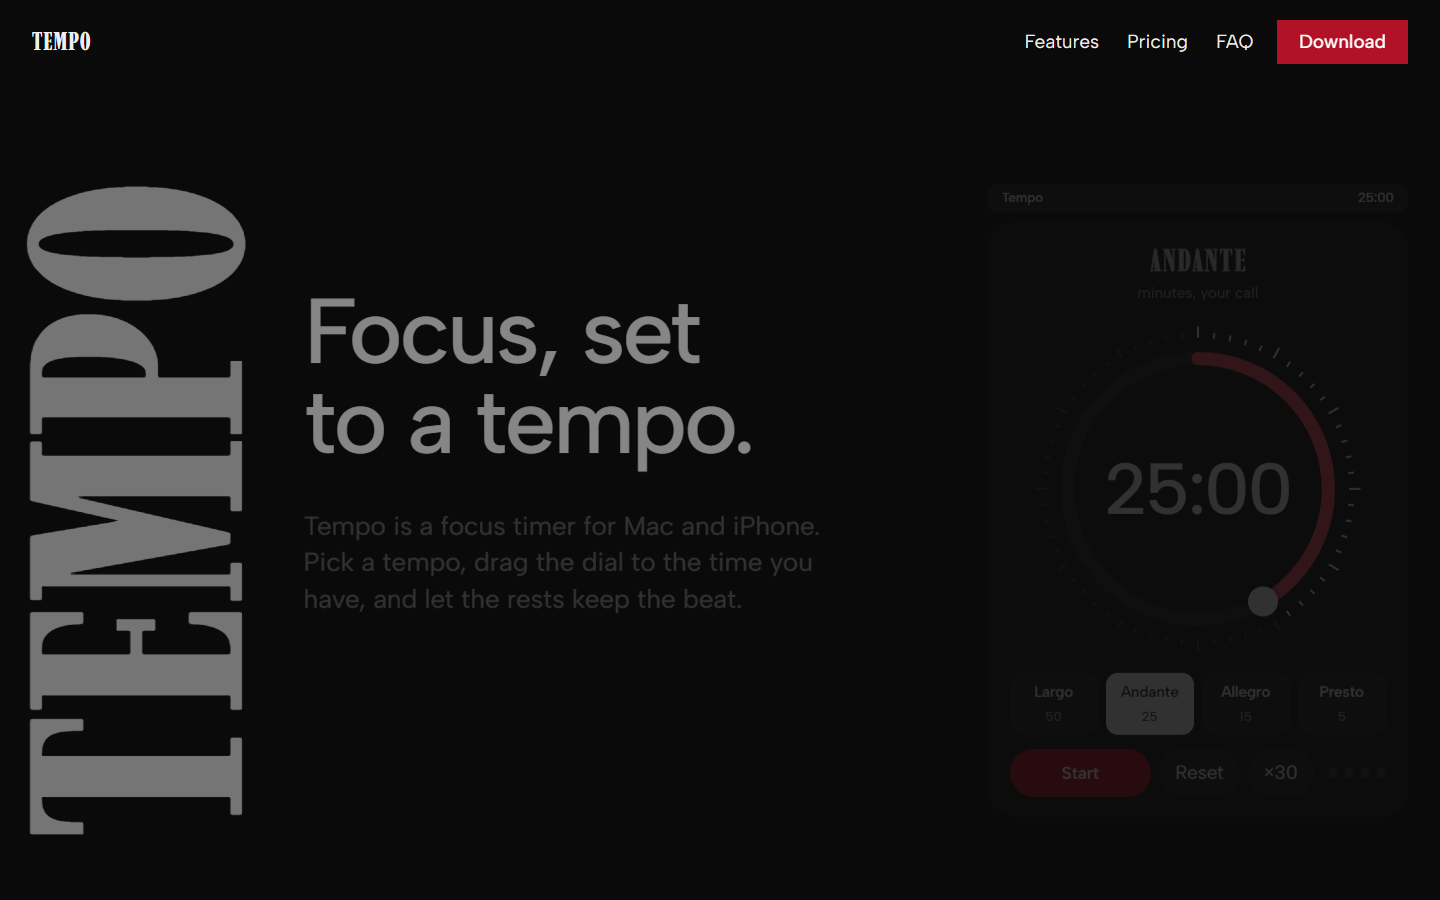 TEMPO
Features Pricing FAQ Download
TEMPO
Focus, set
to a tempo.
Tempo is a focus timer for Mac and iPhone.
Pick a tempo, drag the dial to the time you
have, and let the rests keep the beat.
Tempo 25:00
ANDANTE
minutes, your call
25:00
Largo Andante Allegro Presto
50 25 15 5
Start Reset ×30